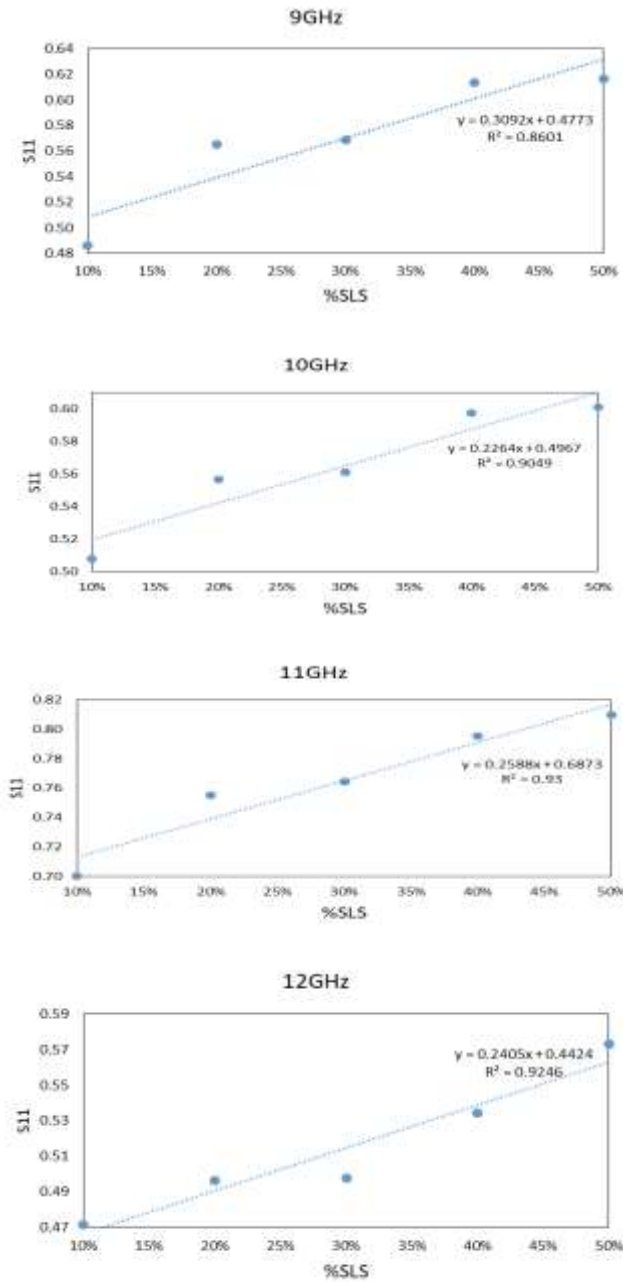 9GHz
0.64
0.62
0.60
0.58
0.56
0.54
0.52
0.50
0.48
S11
y = 0.3092x + 0.4773
R² = 0.8601
10% 15% 20% 25% 30% 35% 40% 45% 50%
%SLS
10GHz
0.60
0.58
0.56
0.54
0.52
0.50
S11
y = 0.2264x + 0.4967
R² = 0.9049
10% 15% 20% 25% 30% 35% 40% 45% 50%
%SLS
11GHz
0.82
0.80
0.78
0.76
0.74
0.72
0.70
S11
y = 0.2588x + 0.6873
R² = 0.93
10% 15% 20% 25% 30% 35% 40% 45% 50%
%SLS
12GHz
0.59
0.57
0.55
0.53
0.51
0.49
0.47
S11
y = 0.2405x + 0.4424
R² = 0.9246
10% 15% 20% 25% 30% 35% 40% 45% 50%
%SLS